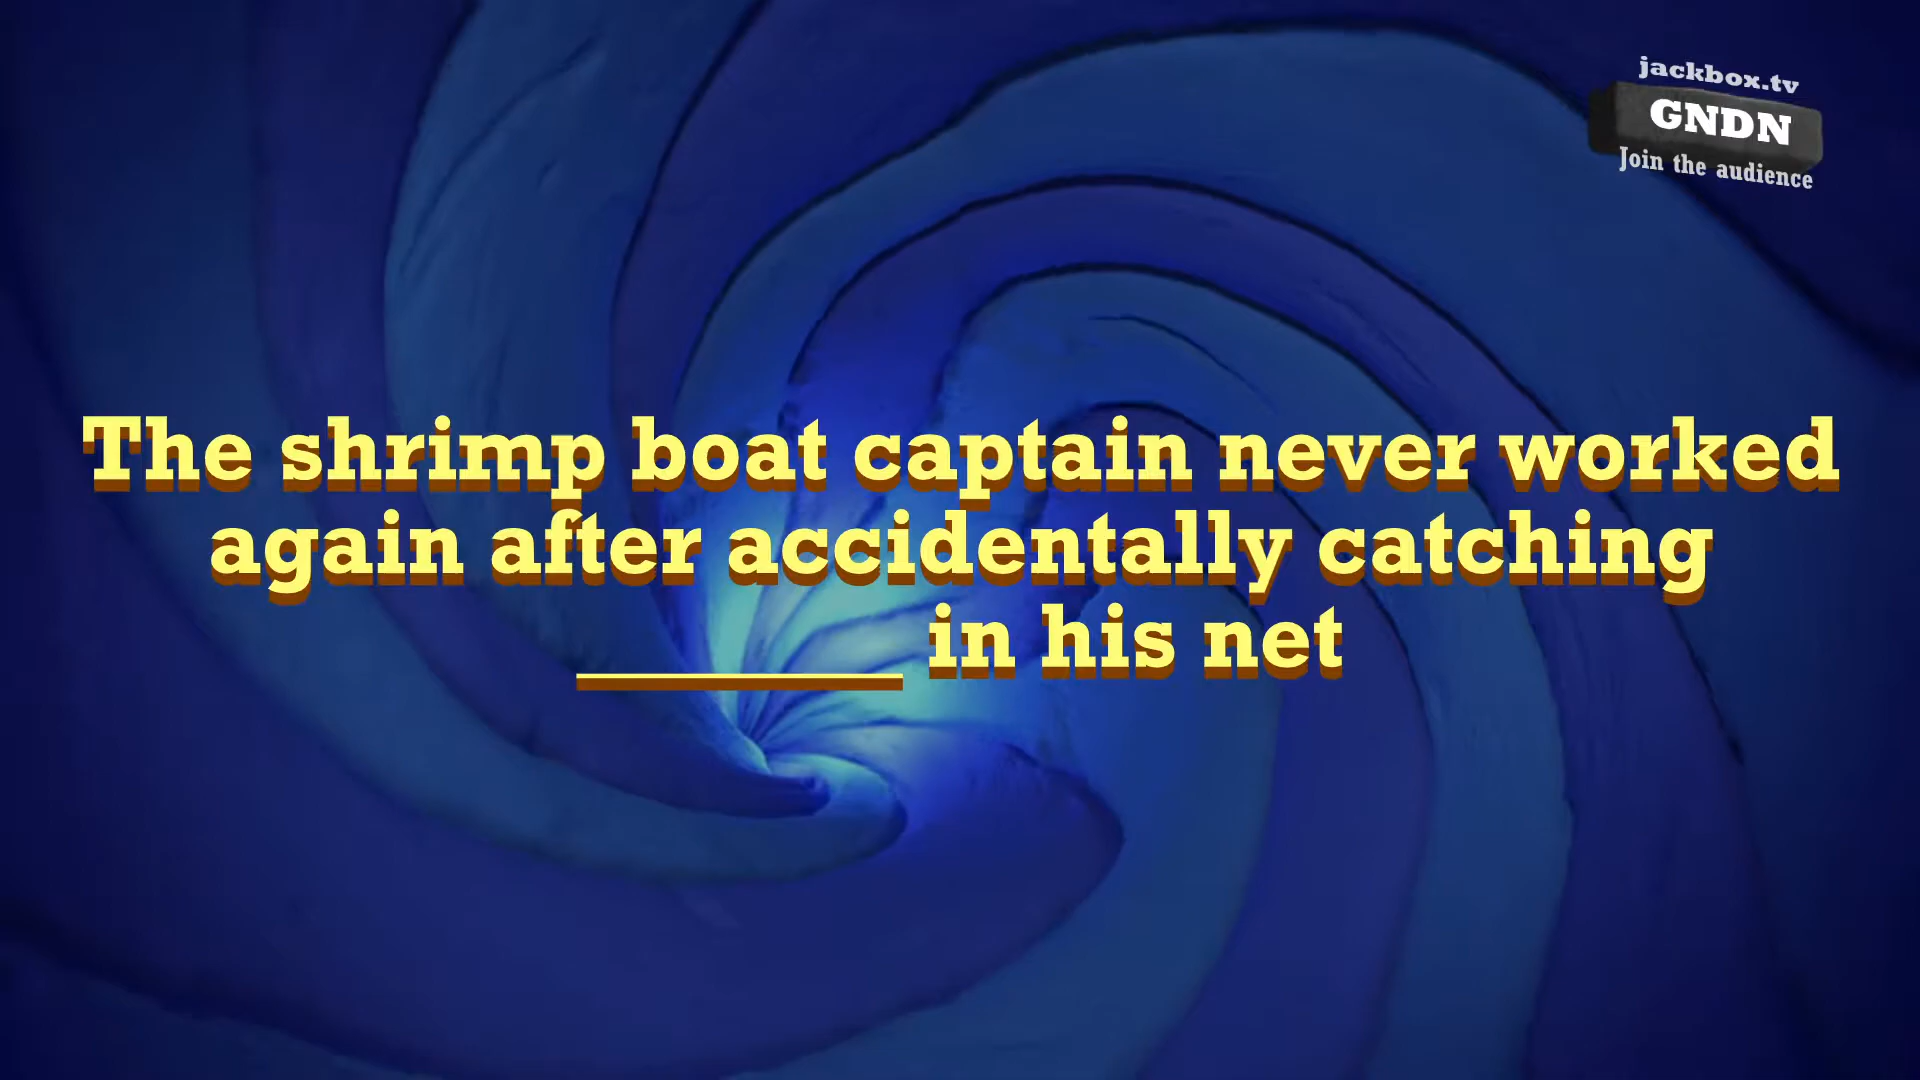 jackbox.tv
GNDN
Join the audience
The shrimp boat captain never worked
again after accidentally catching
_______ in his net